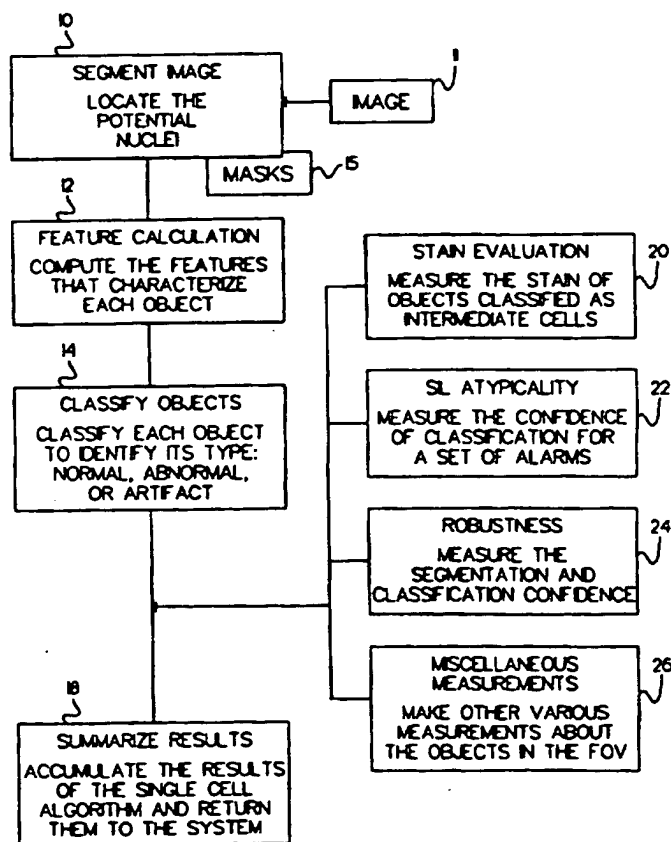 10
SEGMENT IMAGE
LOCATE THE
POTENTIAL
NUCLEI
11
IMAGE
MASKS
15
12
FEATURE CALCULATION
COMPUTE THE FEATURES
THAT CHARACTERIZE
EACH OBJECT
14
CLASSIFY OBJECTS
CLASSIFY EACH OBJECT
TO IDENTIFY ITS TYPE:
NORMAL, ABNORMAL,
OR ARTIFACT
18
SUMMARIZE RESULTS
ACCUMULATE THE RESULTS
OF THE SINGLE CELL
ALGORITHM AND RETURN
THEM TO THE SYSTEM
STAIN EVALUATION
MEASURE THE STAIN OF
OBJECTS CLASSIFIED AS
INTERMEDIATE CELLS
20
SIL ATYPICALITY
MEASURE THE CONFIDENCE
OF CLASSIFICATION FOR
A SET OF ALARMS
22
ROBUSTNESS
MEASURE THE
SEGMENTATION AND
CLASSIFICATION CONFIDENCE
24
MISCELLANEOUS
MEASUREMENTS
MAKE OTHER VARIOUS
MEASUREMENTS ABOUT
THE OBJECTS IN THE FOV
26